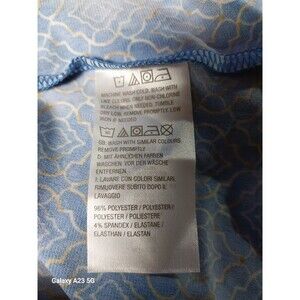 MACHINE WASH COLD. WASH WITH
LIKE COLORS. ONLY NON-CHLORINE
BLEACH WHEN NEEDED. TUMBLE
DRY LOW. REMOVE PROMPTLY. LOW
IRON IF NEEDED
GB: WASH WITH SIMILAR COLOURS
REMOVE PROMPTLY
D: MIT ÄHNLICHEN FARBEN
WASCHEN. VOR DER WÄSCHE
ENTFERNEN.
I: LAVARE CON COLORI SIMILARI.
RIMUOVERE SUBITO DOPO IL
LAVAGGIO
96% POLYESTER / POLYESTER /
POLYESTER / POLIESTERE
4% SPANDEX / ELASTANE /
ELASTHAN / ELASTAN
Galaxy A23 5G